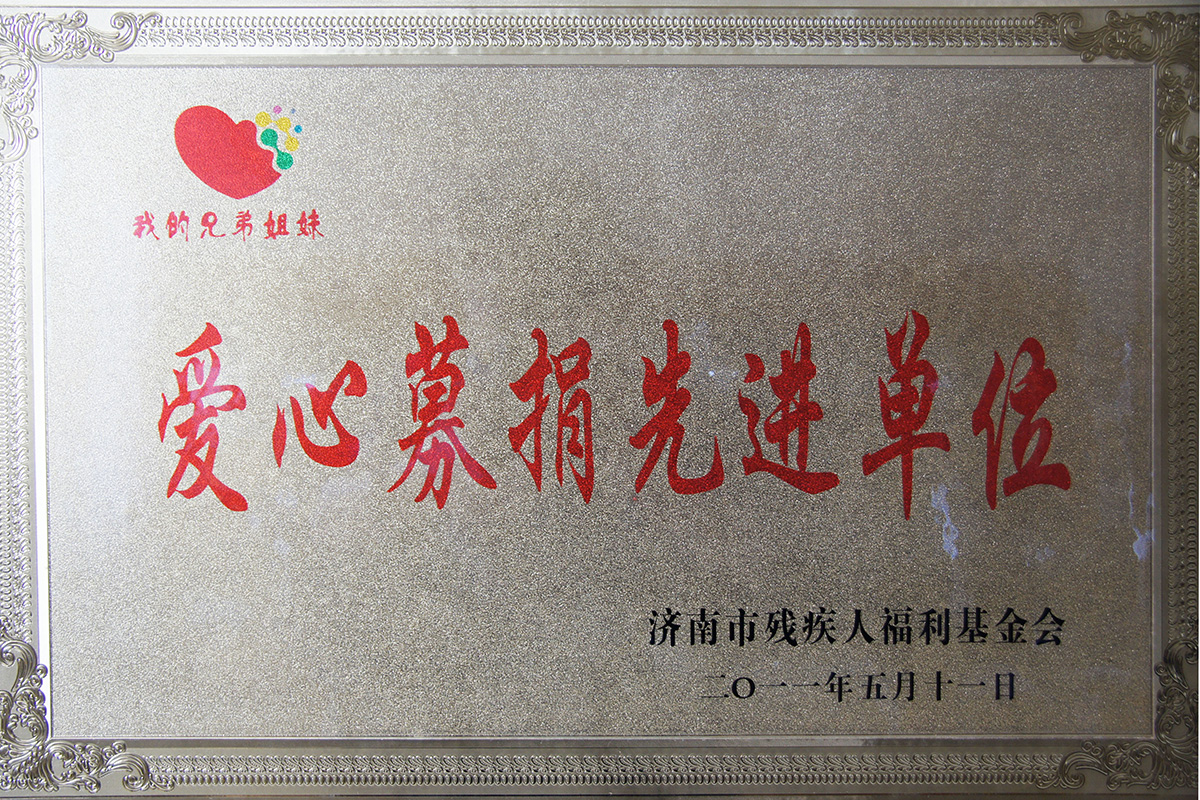 我的兄弟姐妹
爱心募捐先进单位
济南市残疾人福利基金会
二〇一一年五月十一日